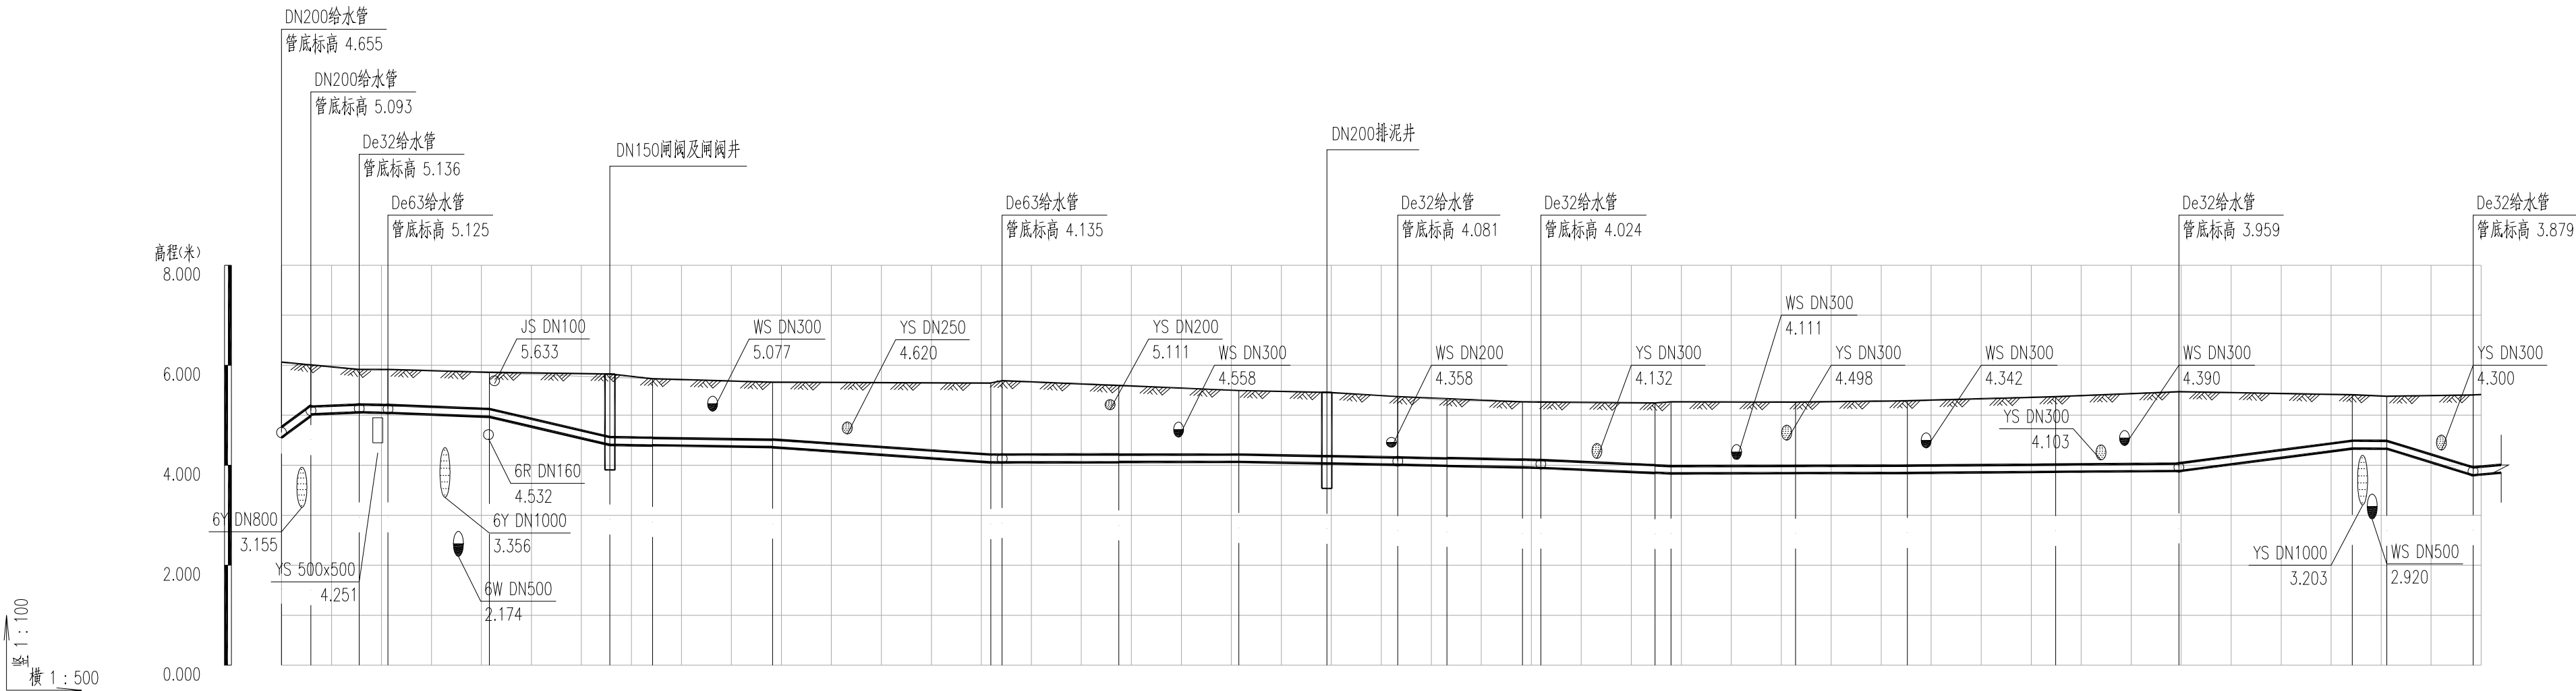 DN200给水管
管底标高 4.655
DN200给水管
管底标高 5.093
De32给水管
管底标高 5.136
De63给水管
管底标高 5.125
DN150闸阀及闸阀井
De63给水管
管底标高 4.135
DN200排泥井
De32给水管
管底标高 4.081
De32给水管
管底标高 4.024
De32给水管
管底标高 3.959
De32给水管
管底标高 3.879
高程(米)
8.000
6.000
4.000
2.000
0.000
JS DN100
5.633
WS DN300
5.077
YS DN250
4.620
YS DN200
5.111
WS DN300
4.558
WS DN200
4.358
YS DN300
4.132
WS DN300
4.111
YS DN300
4.498
WS DN300
4.342
WS DN300
4.390
YS DN300
4.300
YS DN300
4.103
6Y DN800
3.155
YS 500x500
4.251
6R DN160
4.532
6Y DN1000
3.356
6W DN500
2.174
YS DN1000
3.203
WS DN500
2.920
竖 1:100
横 1:500